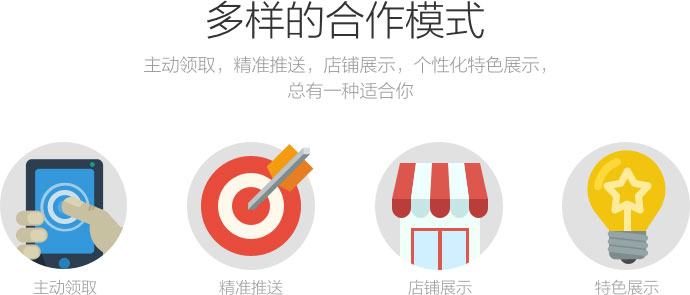 多样的合作模式
主动领取，精准推送，店铺展示，个性化特色展示，
总有一种适合你
主动领取
精准推送
店铺展示
特色展示